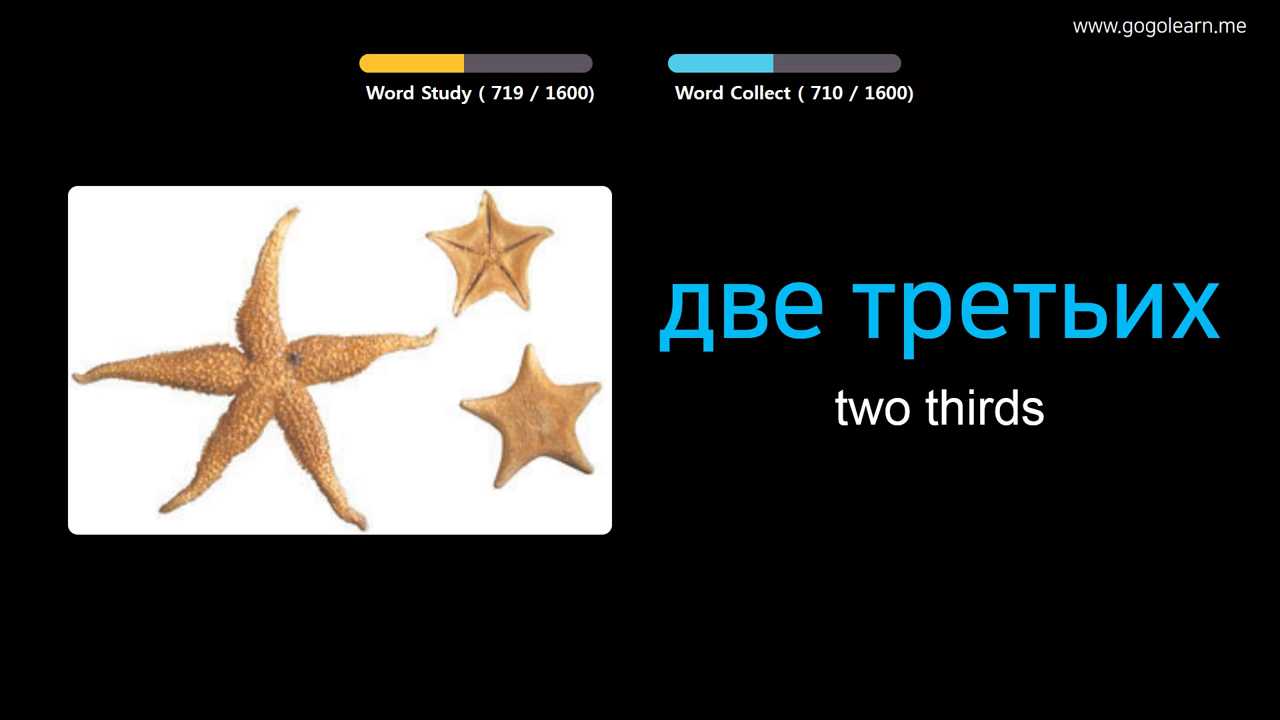 www.gogolearn.me
Word Study ( 719 / 1600)
Word Collect ( 710 / 1600)
две третьих
two thirds